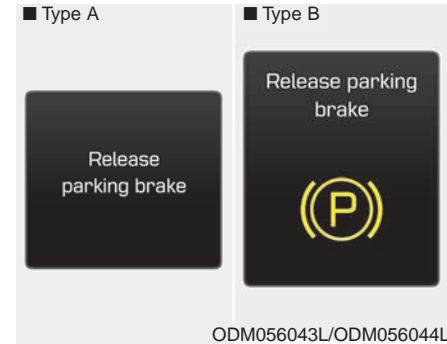 ■ Type A
■ Type B
Release
parking brake
Release parking
brake
P
ODM056043L/ODM056044L